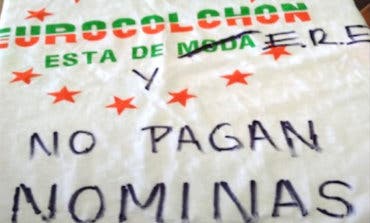 EUROCOLCHON
ESTA DE MODA E.R.E
Y
NO PAGAN
NOMINAS